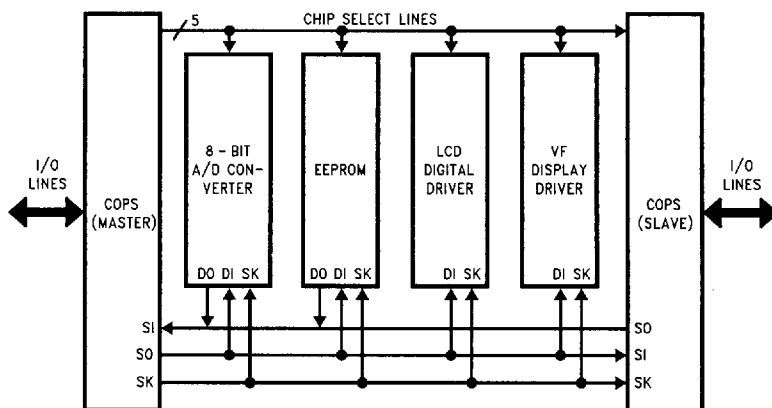 5 CHIP SELECT LINES
I/O
LINES
COPS
(MASTER)
8-BIT
A/D CON-
VERTER
DO DI SK
EEPROM
DO DI SK
LCD
DIGITAL
DRIVER
DI SK
VF
DISPLAY
DRIVER
DI SK
COPS
(SLAVE)
I/O
LINES
SI
SO
SK
SO
SI
SK